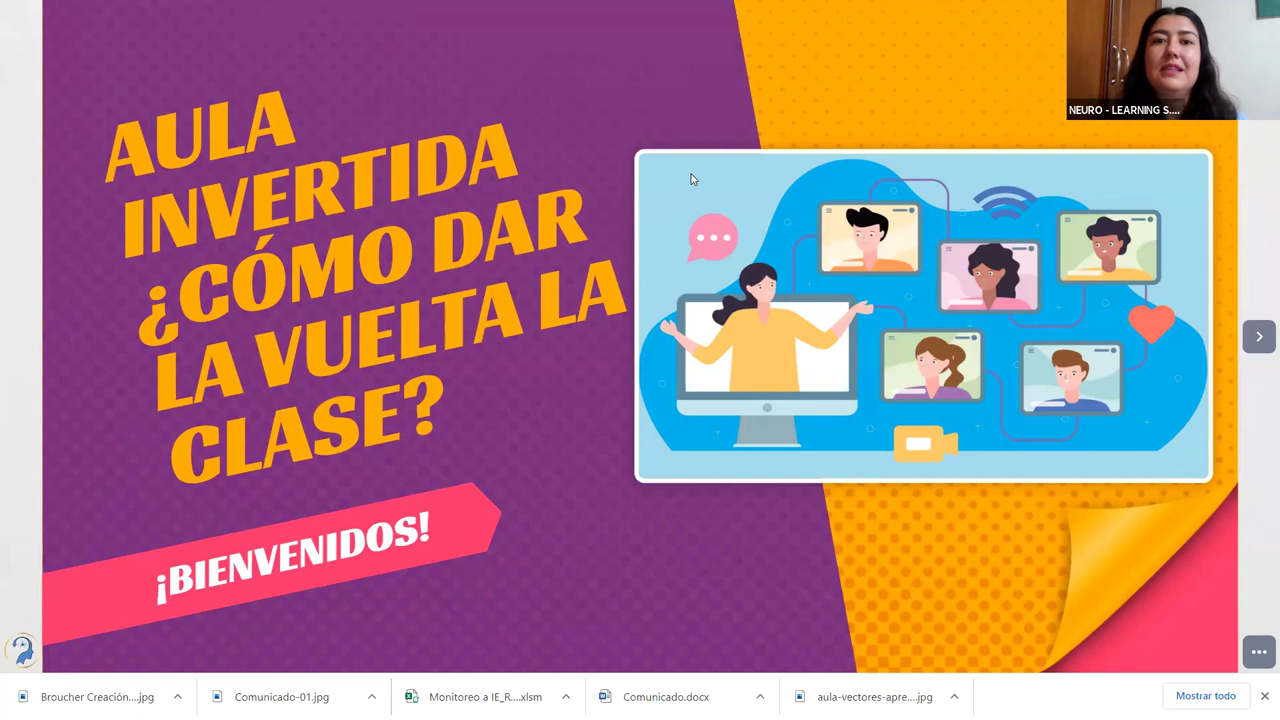 NEURO - LEARNING S....
AULA
INVERTIDA
¿CÓMO DAR
LA VUELTA LA
CLASE?
¡BIENVENIDOS!
Broucher Creación....jpg
Comunicado-01.jpg
Monitoreo a IE_R....xlsm
Comunicado.docx
aula-vectores-apre....jpg
Mostrar todo